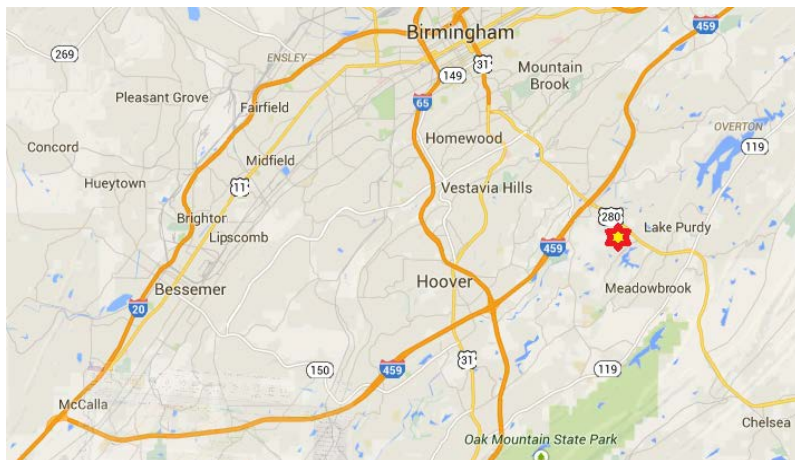 Birmingham
459
269
ENSLEY
31
149
Mountain
Brook
Pleasant Grove
65
Fairfield
OVERTON
Homewood
119
Concord
Midfield
Hueytown
11
Vestavia Hills
280
Brighton
Lake Purdy
Lipscomb
459
Hoover
Bessemer
Meadowbrook
20
31
150
459
119
McCalla
Chelsea
Oak Mountain State Park